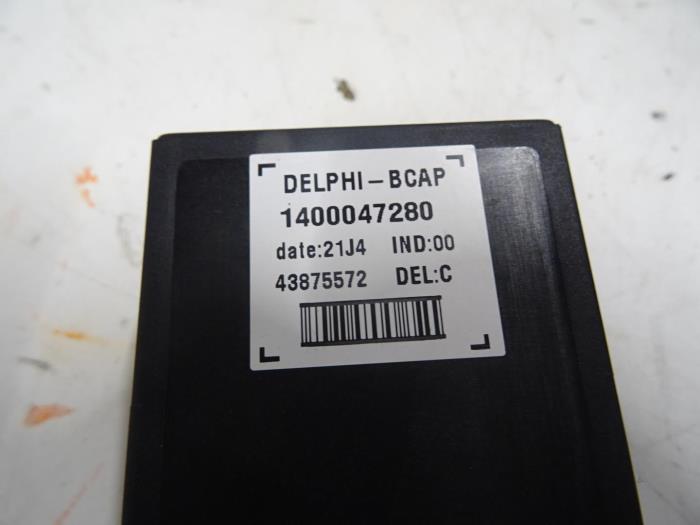 DELPHI-BCAP
1400047280
date:21J4 IND:00
43875572 DEL:C